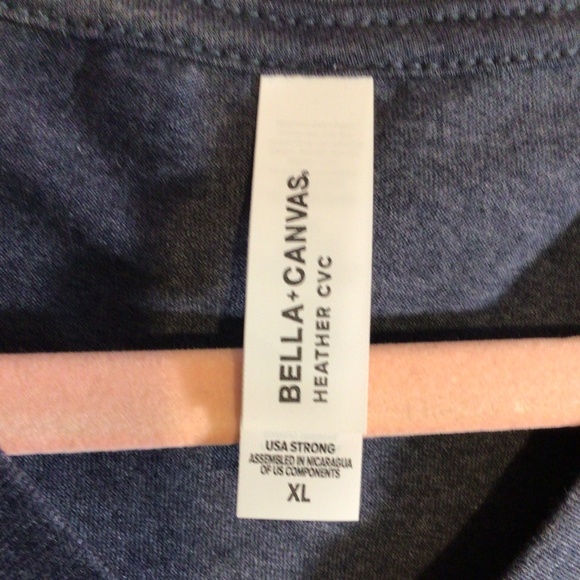 BELLA+CANVAS®
HEATHER CVC
USA STRONG
ASSEMBLED IN NICARAGUA
OF US COMPONENTS
XL